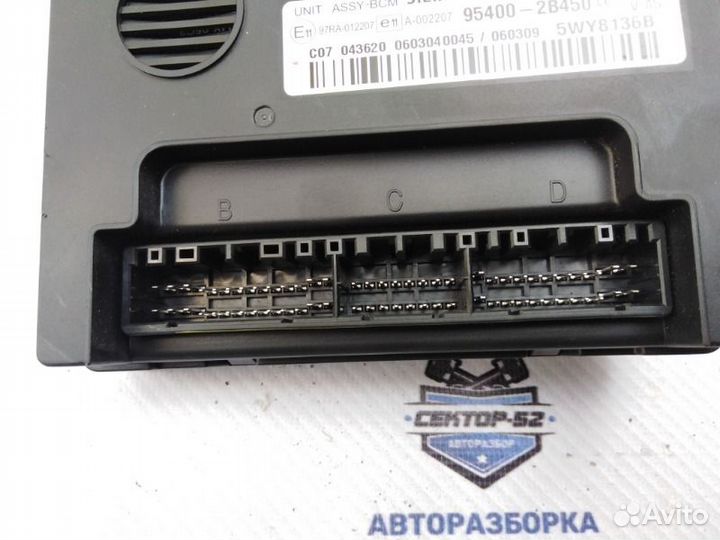 UNIT ASSY-BCM
E11 97RA-012207 e11 A-002207 95400-2B450
C07 043620 0603040045 / 060309 5WY8136B
B C D
СЕКТОР-52
АВТОРАЗБОР
АВТОРАЗБОРКА
Avito